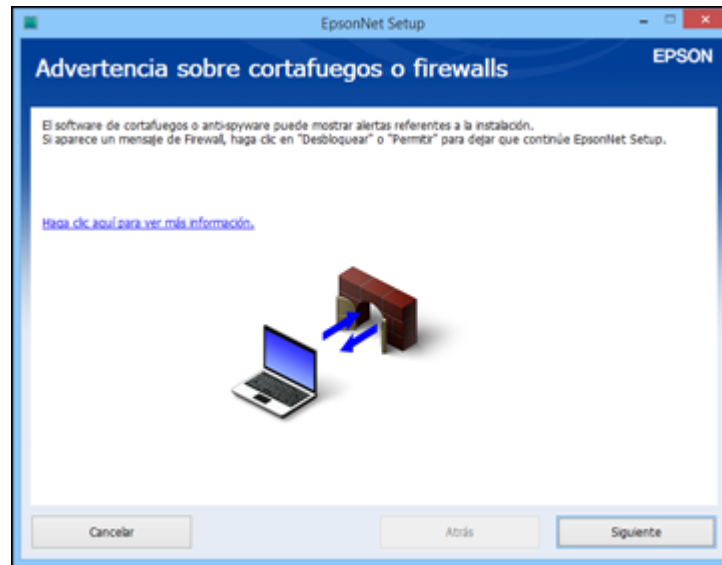 EpsonNet Setup
Advertencia sobre cortafuegos o firewalls
EPSON
El software de cortafuegos o anti-spyware puede mostrar alertas referentes a la instalación.
Si aparece un mensaje de Firewall, haga clic en "Desbloquear" o "Permitir" para dejar que continúe EpsonNet Setup.
Haga clic aquí para ver más información.
Cancelar
Atrás
Siguiente